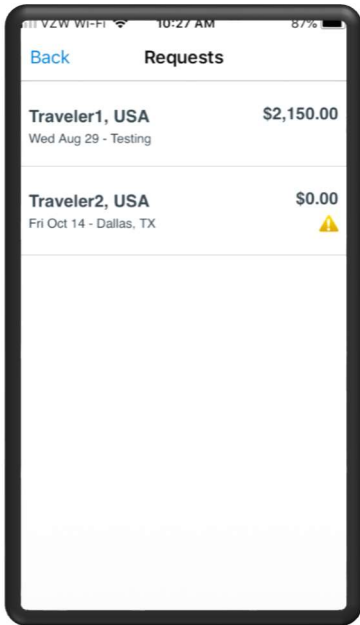 VZW Wi-Fi 10:27 AM 87%
Back Requests
Traveler1, USA $2,150.00
Wed Aug 29 - Testing
Traveler2, USA $0.00
Fri Oct 14 - Dallas, TX